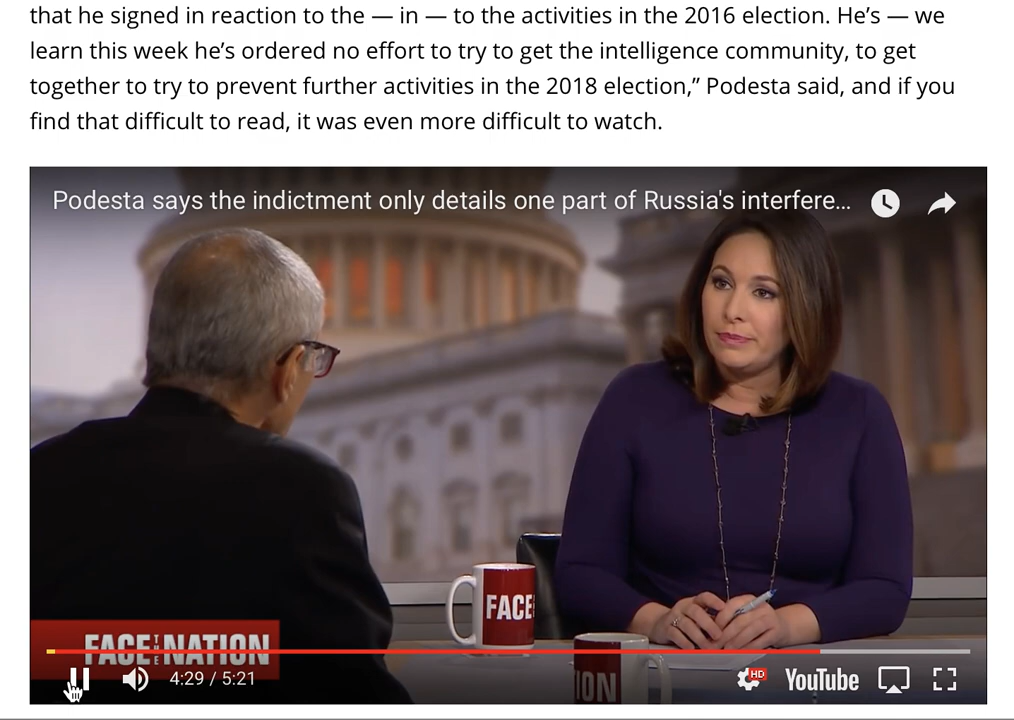 that he signed in reaction to the — in — to the activities in the 2016 election. He’s — we
learn this week he’s ordered no effort to try to get the intelligence community, to get
together to try to prevent further activities in the 2018 election,” Podesta said, and if you
find that difficult to read, it was even more difficult to watch.
Podesta says the indictment only details one part of Russia's interfere...
FACE
FACE THE NATION
ION
4:29 / 5:21
HD
YouTube